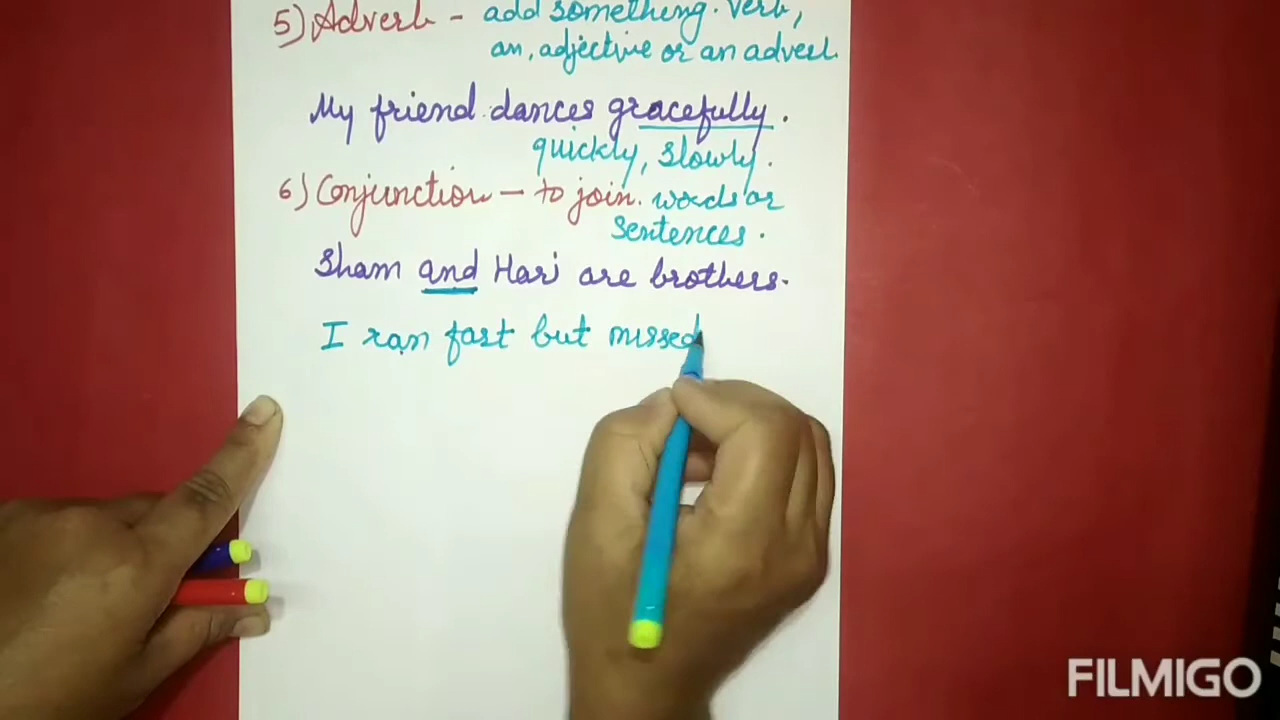 5) Adverb - add something. Verb,
an, adjective or an adverb.
My friend dances gracefully.
quickly, slowly.
6) Conjunction - to join. words or
sentences.
Sham and Hari are brothers.
I ran fast but missed
FILMIGO